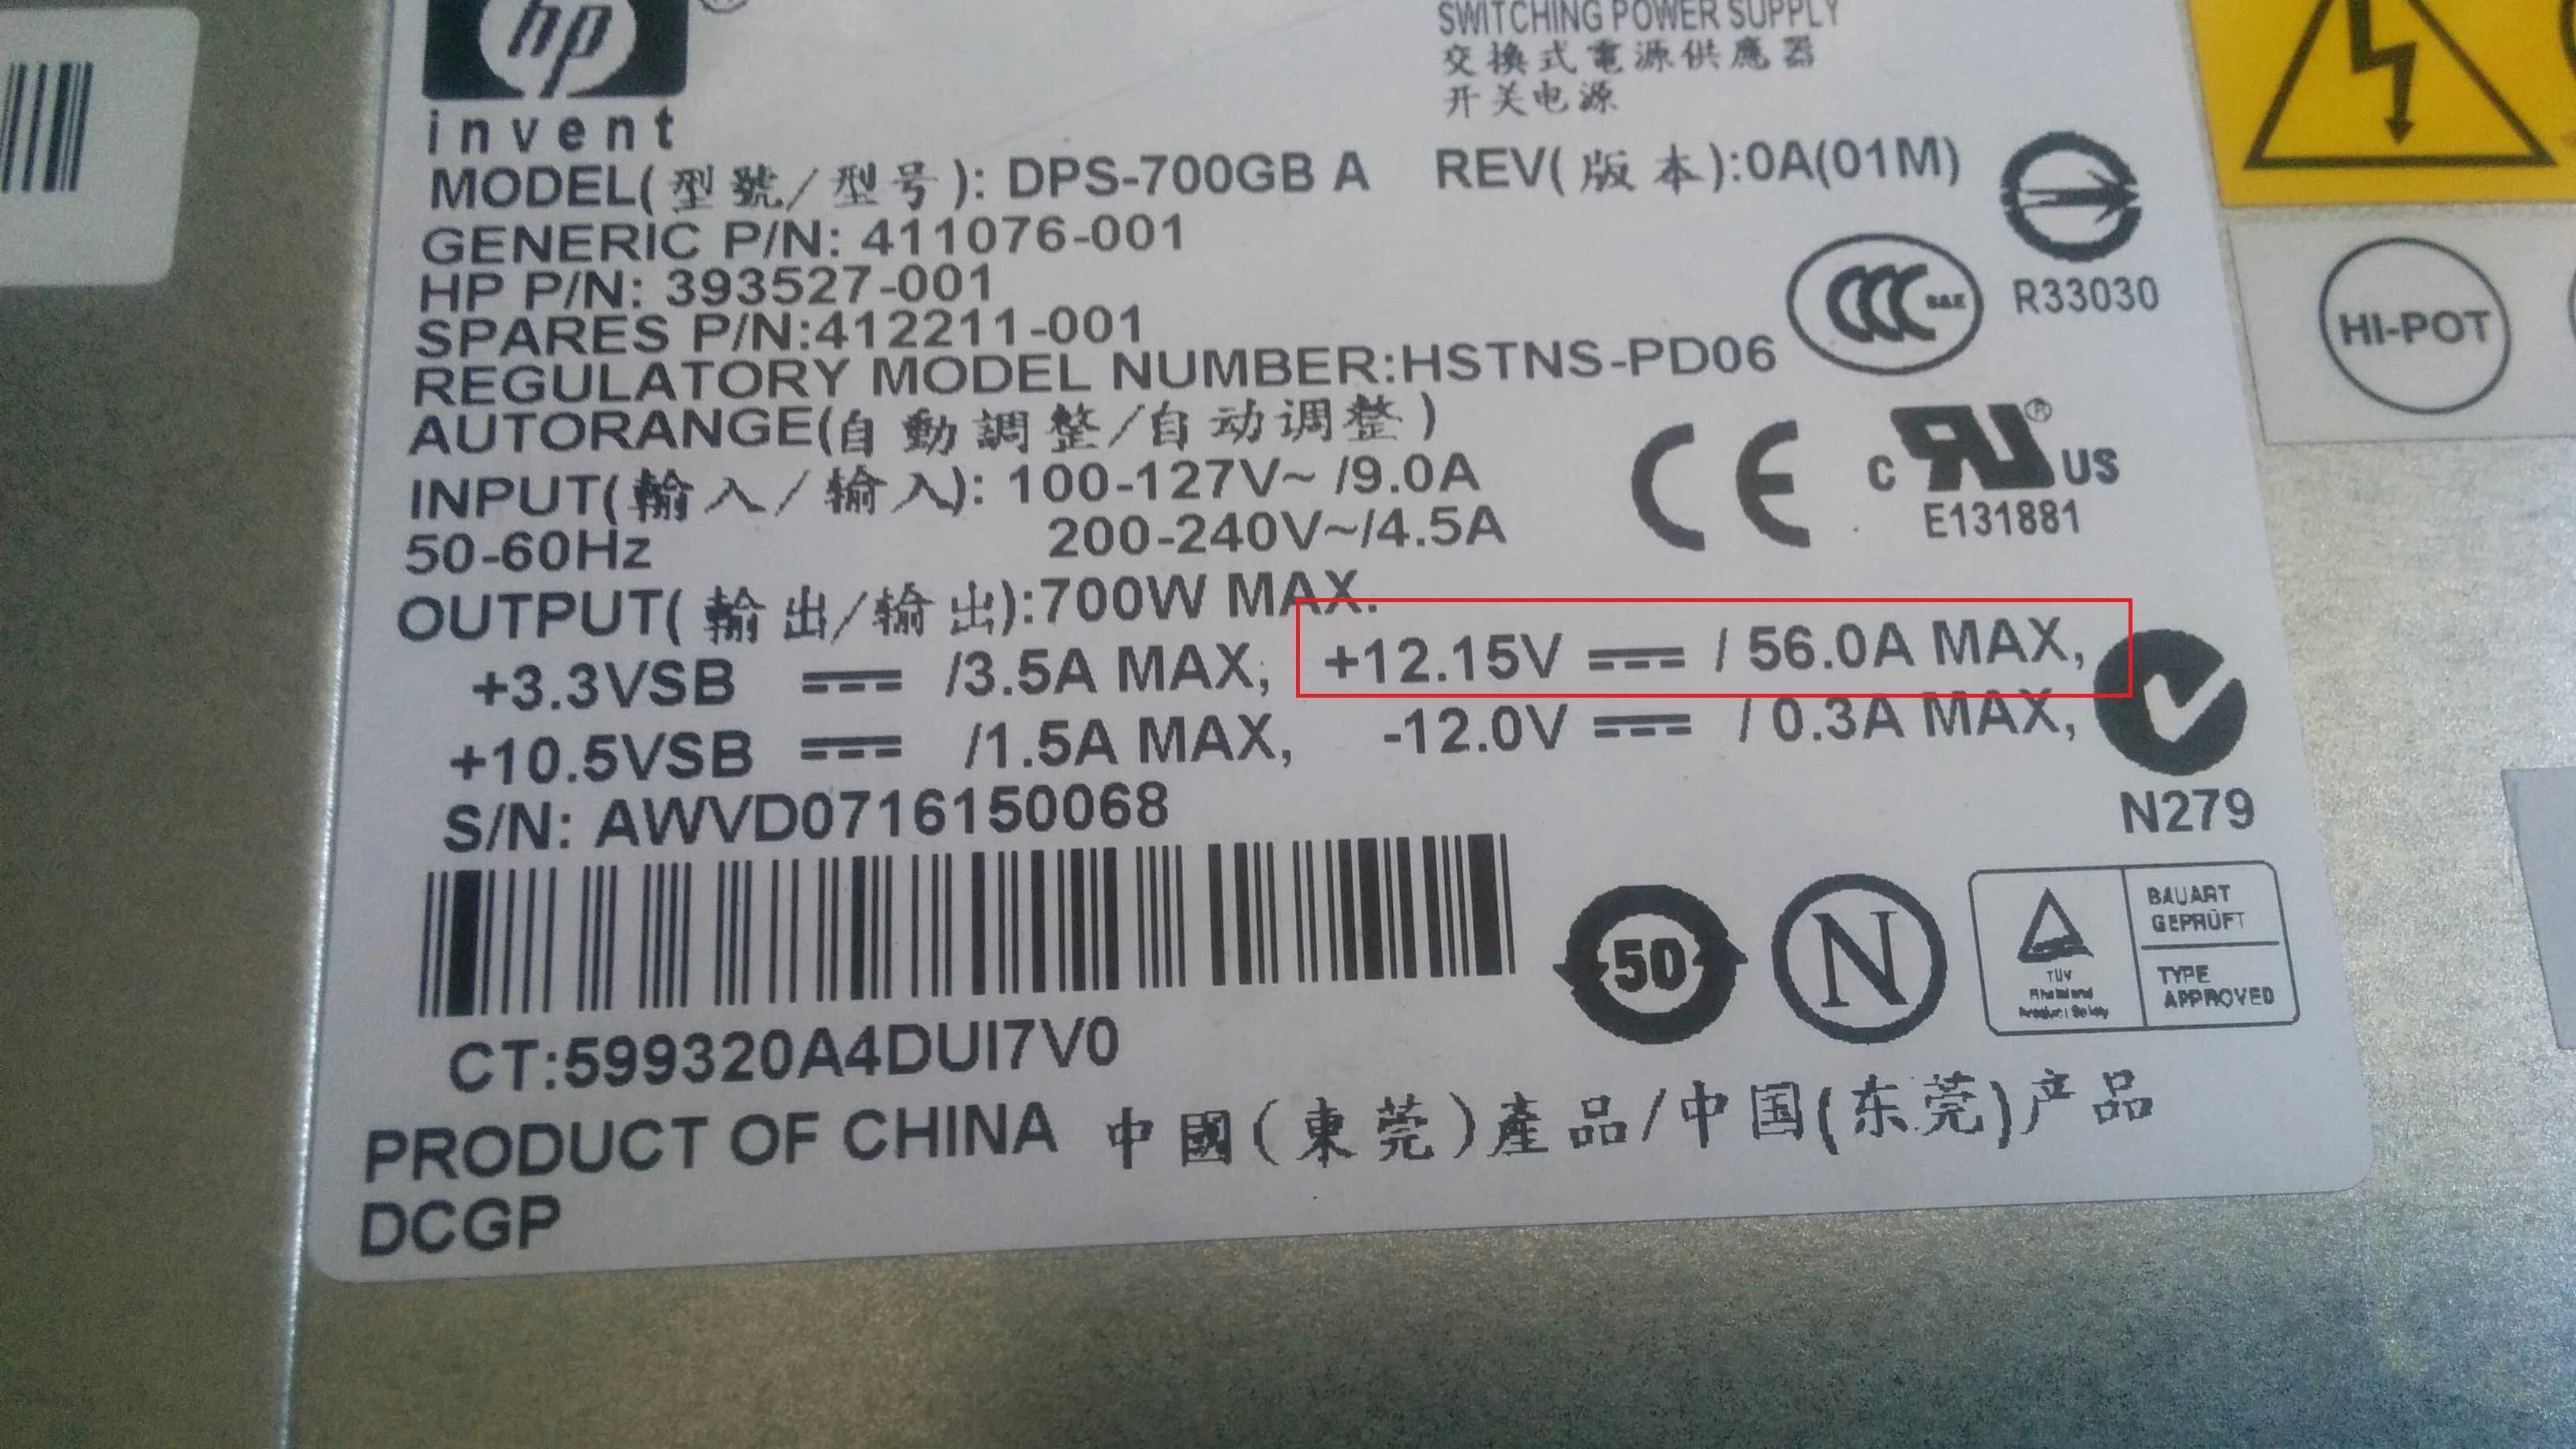 hp
invent
SWITCHING POWER SUPPLY
交換式電源供應器
开关电源
MODEL(型號/型号): DPS-700GB A REV(版本):0A(01M)
GENERIC P/N: 411076-001
HP P/N: 393527-001
SPARES P/N:412211-001
REGULATORY MODEL NUMBER:HSTNS-PD06
AUTORANGE(自動調整/自动调整)
INPUT(輸入/输入): 100-127V~ /9.0A
50-60Hz 200-240V~/4.5A
OUTPUT(輸出/输出):700W MAX.
+3.3VSB ⎓ /3.5A MAX, +12.15V ⎓ / 56.0A MAX,
+10.5VSB ⎓ /1.5A MAX, -12.0V ⎓ / 0.3A MAX,
S/N: AWVD0716150068
CT:599320A4DUI7V0
PRODUCT OF CHINA 中國(東莞)產品/中国(东莞)产品
DCGP
CCC S&E
R33030
CE
c RU ® US
E131881
N279
50
N
TÜV
Rheinland
Product Safety
BAUART
GEPRÜFT
TYPE
APPROVED
HI-POT